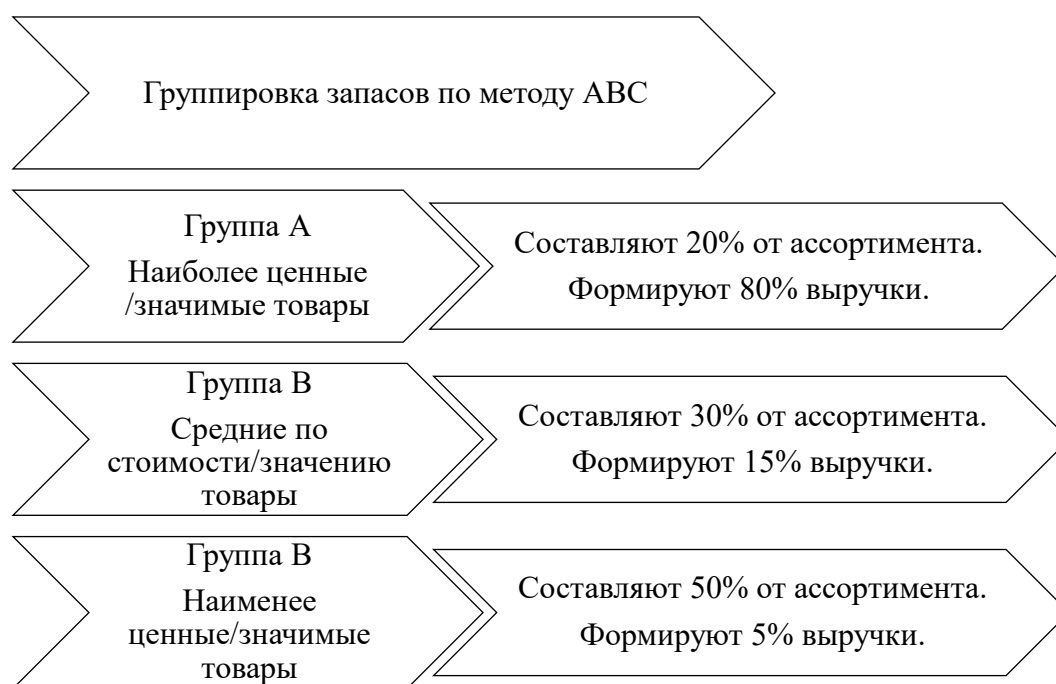 Группировка запасов по методу ABC
Группа А
Наиболее ценные
/значимые товары
Составляют 20% от ассортимента.
Формируют 80% выручки.
Группа В
Средние по
стоимости/значению
товары
Составляют 30% от ассортимента.
Формируют 15% выручки.
Группа В
Наименее
ценные/значимые
товары
Составляют 50% от ассортимента.
Формируют 5% выручки.